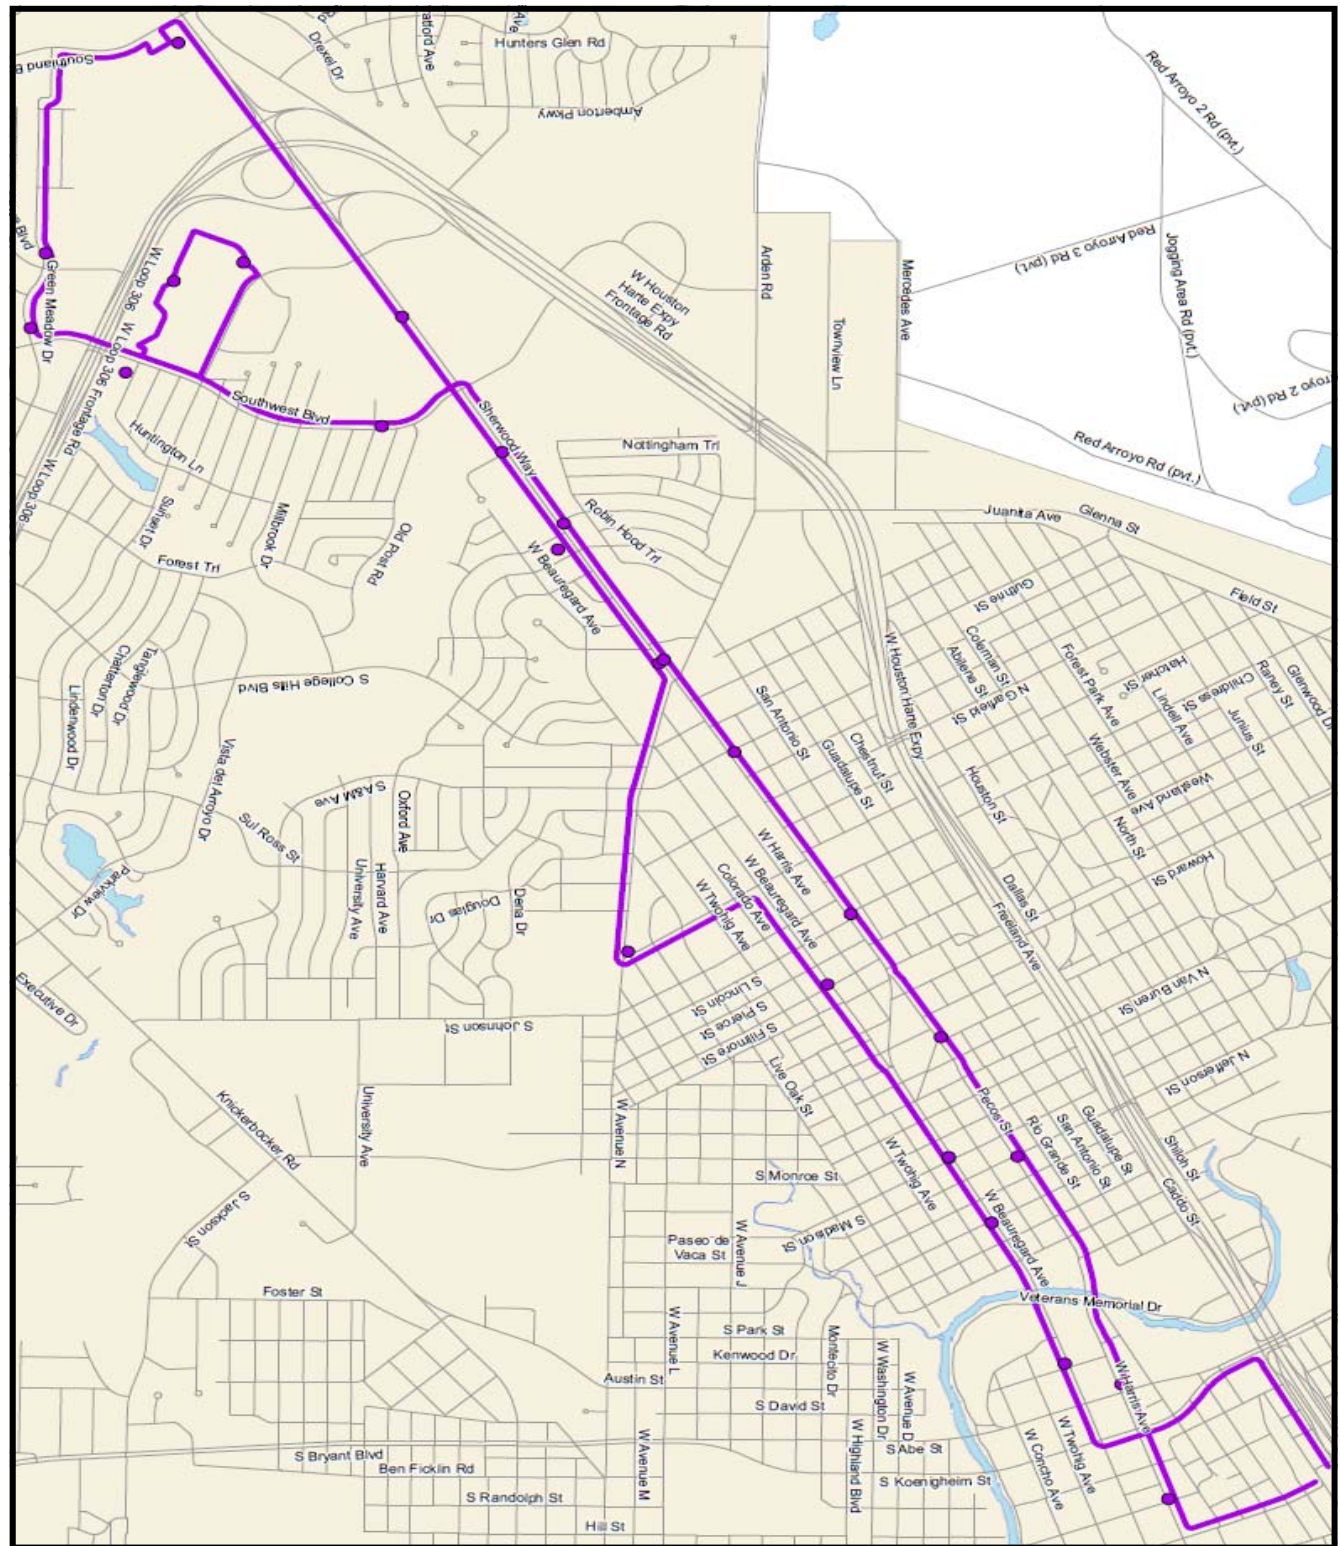 Drexel Dr
Hunters Glen Rd
Amberton Pkwy
Southland B
Red Arroyo 2 Rd (pvt.)
Red Arroyo 3 Rd (pvt.)
Jogging Area Rd (pvt.)
Blvd
Green Meadow Dr
W Loop 306
W Loop 306 Frontage Rd
W Loop 306
W Houston
Harte Expy
Frontage Rd
Arden Rd
Townview Ln
Mercedes Ave
royo 2 Rd (pvt.)
Red Arroyo Rd (pvt.)
Southwest Blvd
Sherwood Way
Huntington Ln
Nottingham Trl
Robin Hood Trl
Sunset Dr
Millbrook Dr
Old Post Rd
Forest Trl
W Beauregard Ave
Juanita Ave
Glenna St
Guthrie St
Field St
Tanglewood Dr
Chatterton Dr
Lindenwood Dr
S College Hills Blvd
W Houston Harte Expy
Coleman St
Abilene St
N Garfield St
Forest Park Ave
Hatcher St
Lindell Ave
Childress St
Raney St
Glenwood Dr
Junius St
San Antonio St
Guadalupe St
Chestnut St
Webster Ave
Westland Ave
Houston St
North St
Howard St
Vista del Arroyo Dr
S A&M Ave
Oxford Ave
Sul Ross St
University Ave
Harvard Ave
Douglas Dr
Dena Dr
Parkview Dr
W Harris Ave
W Beauregard Ave
Colorado Ave
W Twohig Ave
Dallas St
Freeland Ave
N Van Buren St
Executive Dr
S Johnson St
S Lincoln St
S Pierce St
S Fillmore St
Live Oak St
N Jefferson St
Knickerbocker Rd
University Ave
W Avenue N
Pecos St
Rio Grande St
San Antonio St
Guadalupe St
Shiloh St
Caddo St
W Twohig Ave
S Monroe St
S Jackson St
S Madison St
Paseo de
Vaca St
W Avenue J
W Beauregard Ave
Veterans Memorial Dr
Foster St
W Avenue L
S Park St
Kenwood Dr
Montecito Dr
W Washington Dr
W Avenue D
Austin St
S David St
W Harris Ave
W Twohig Ave
W Concho Ave
S Bryant Blvd
Ben Ficklin Rd
W Avenue M
W Highland Blvd
S Abe St
S Koenigheim St
S Randolph St
Hill St